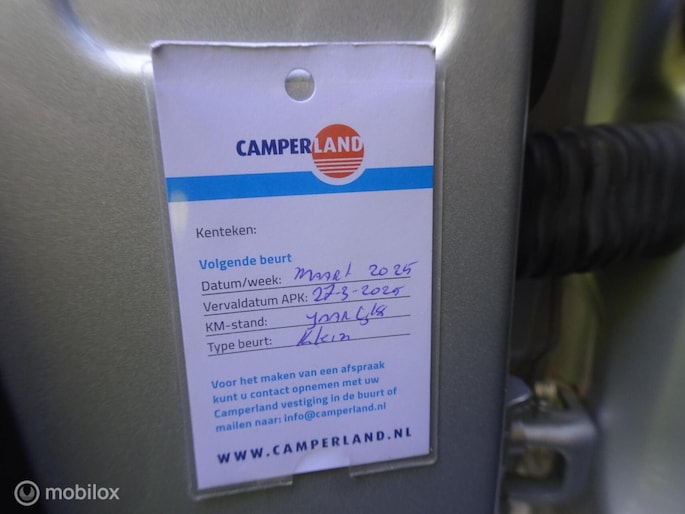 CAMPERLAND
Kenteken:
Volgende beurt
Datum/week: maart 2025
Vervaldatum APK: 27-3-2025
KM-stand: jaarlijks
Type beurt: klein
Voor het maken van een afspraak
kunt u contact opnemen met uw
Camperland vestiging in de buurt of
mailen naar: info@camperland.nl
WWW.CAMPERLAND.NL
mobilox